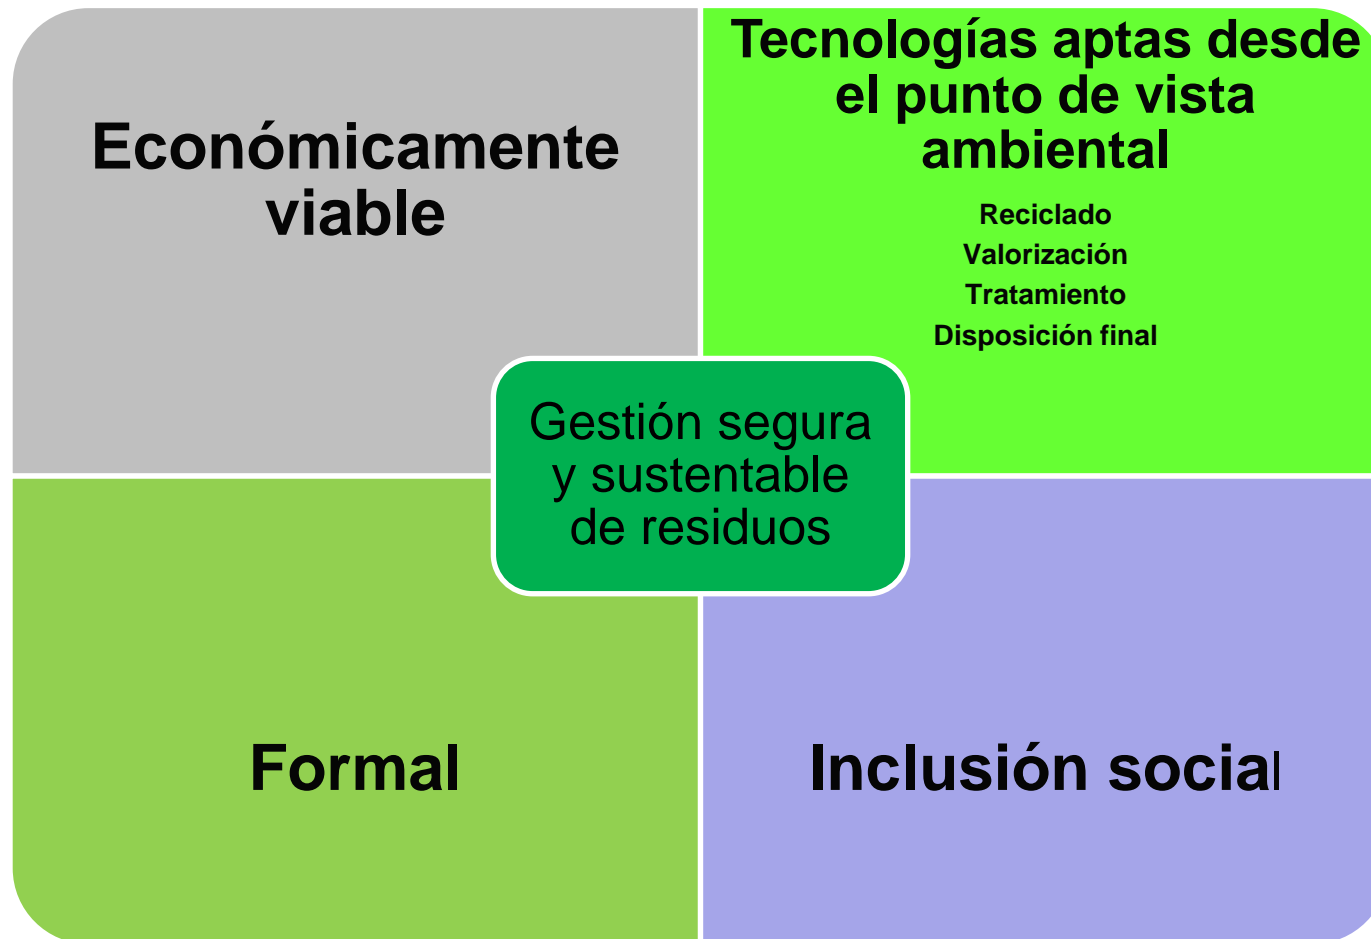 Económicamente
viable
Tecnologías aptas desde
el punto de vista
ambiental
Reciclado
Valorización
Tratamiento
Disposición final
Gestión segura
y sustentable
de residuos
Formal
Inclusión social